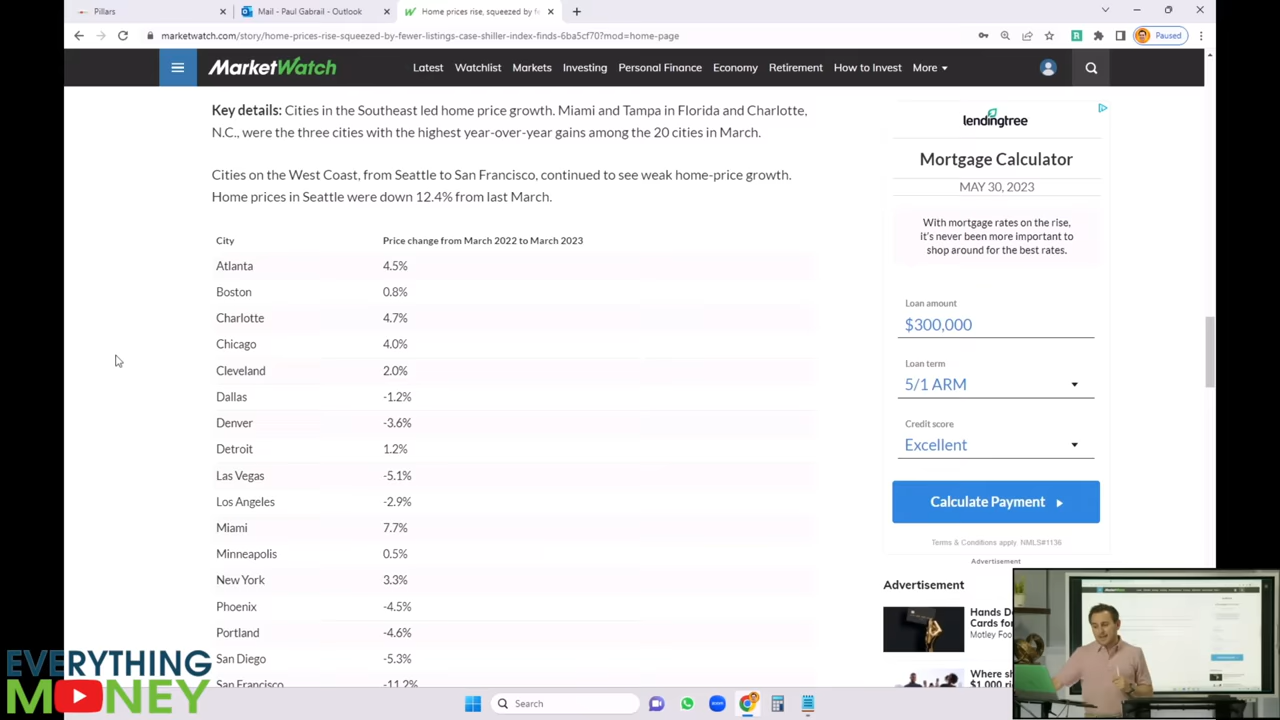 Pillars
Mail - Paul Gabrail - Outlook
Home prices rise, squeezed by fe
marketwatch.com/story/home-prices-rise-squeezed-by-fewer-listings-case-shiller-index-finds-6ba5cf70?mod=home-page
Paused
MarketWatch
Latest Watchlist Markets Investing Personal Finance Economy Retirement How to Invest More
Key details: Cities in the Southeast led home price growth. Miami and Tampa in Florida and Charlotte,
N.C., were the three cities with the highest year-over-year gains among the 20 cities in March.
Cities on the West Coast, from Seattle to San Francisco, continued to see weak home-price growth.
Home prices in Seattle were down 12.4% from last March.
City Price change from March 2022 to March 2023
Atlanta 4.5%
Boston 0.8%
Charlotte 4.7%
Chicago 4.0%
Cleveland 2.0%
Dallas -1.2%
Denver -3.6%
Detroit 1.2%
Las Vegas -5.1%
Los Angeles -2.9%
Miami 7.7%
Minneapolis 0.5%
New York 3.3%
Phoenix -4.5%
Portland -4.6%
San Diego -5.3%
San Francisco -11.2%
lendingtree
Mortgage Calculator
MAY 30, 2023
With mortgage rates on the rise,
it's never been more important to
shop around for the best rates.
Loan amount
$300,000
Loan term
5/1 ARM
Credit score
Excellent
Calculate Payment
Terms & Conditions apply. NMLS#1136
Advertisement
Advertisement
Hands Do
Cards for
Motley Foo
Where sh
$1,000 ri
EVERYTHING
MONEY
Search
MarketWatch